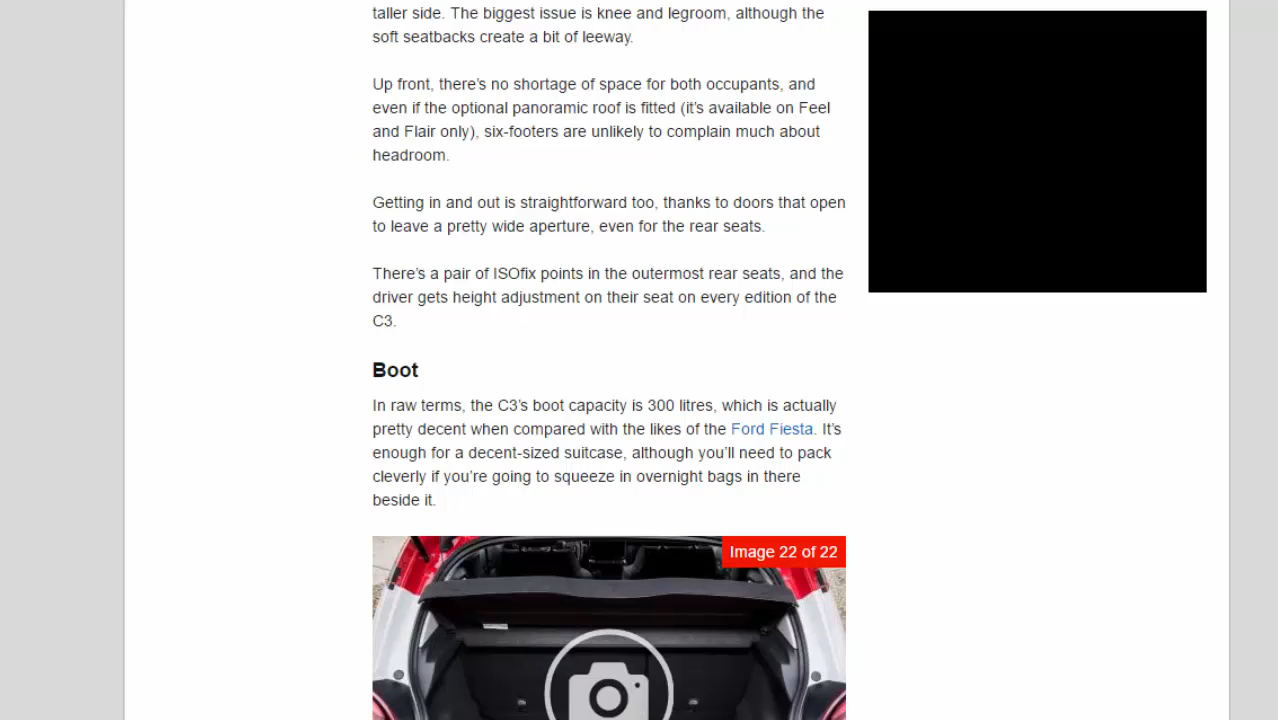 taller side. The biggest issue is knee and legroom, although the
soft seatbacks create a bit of leeway.
Up front, there’s no shortage of space for both occupants, and
even if the optional panoramic roof is fitted (it’s available on Feel
and Flair only), six-footers are unlikely to complain much about
headroom.
Getting in and out is straightforward too, thanks to doors that open
to leave a pretty wide aperture, even for the rear seats.
There’s a pair of ISOfix points in the outermost rear seats, and the
driver gets height adjustment on their seat on every edition of the
C3.
Boot
In raw terms, the C3’s boot capacity is 300 litres, which is actually
pretty decent when compared with the likes of the Ford Fiesta. It’s
enough for a decent-sized suitcase, although you’ll need to pack
cleverly if you’re going to squeeze in overnight bags in there
beside it.
Image 22 of 22